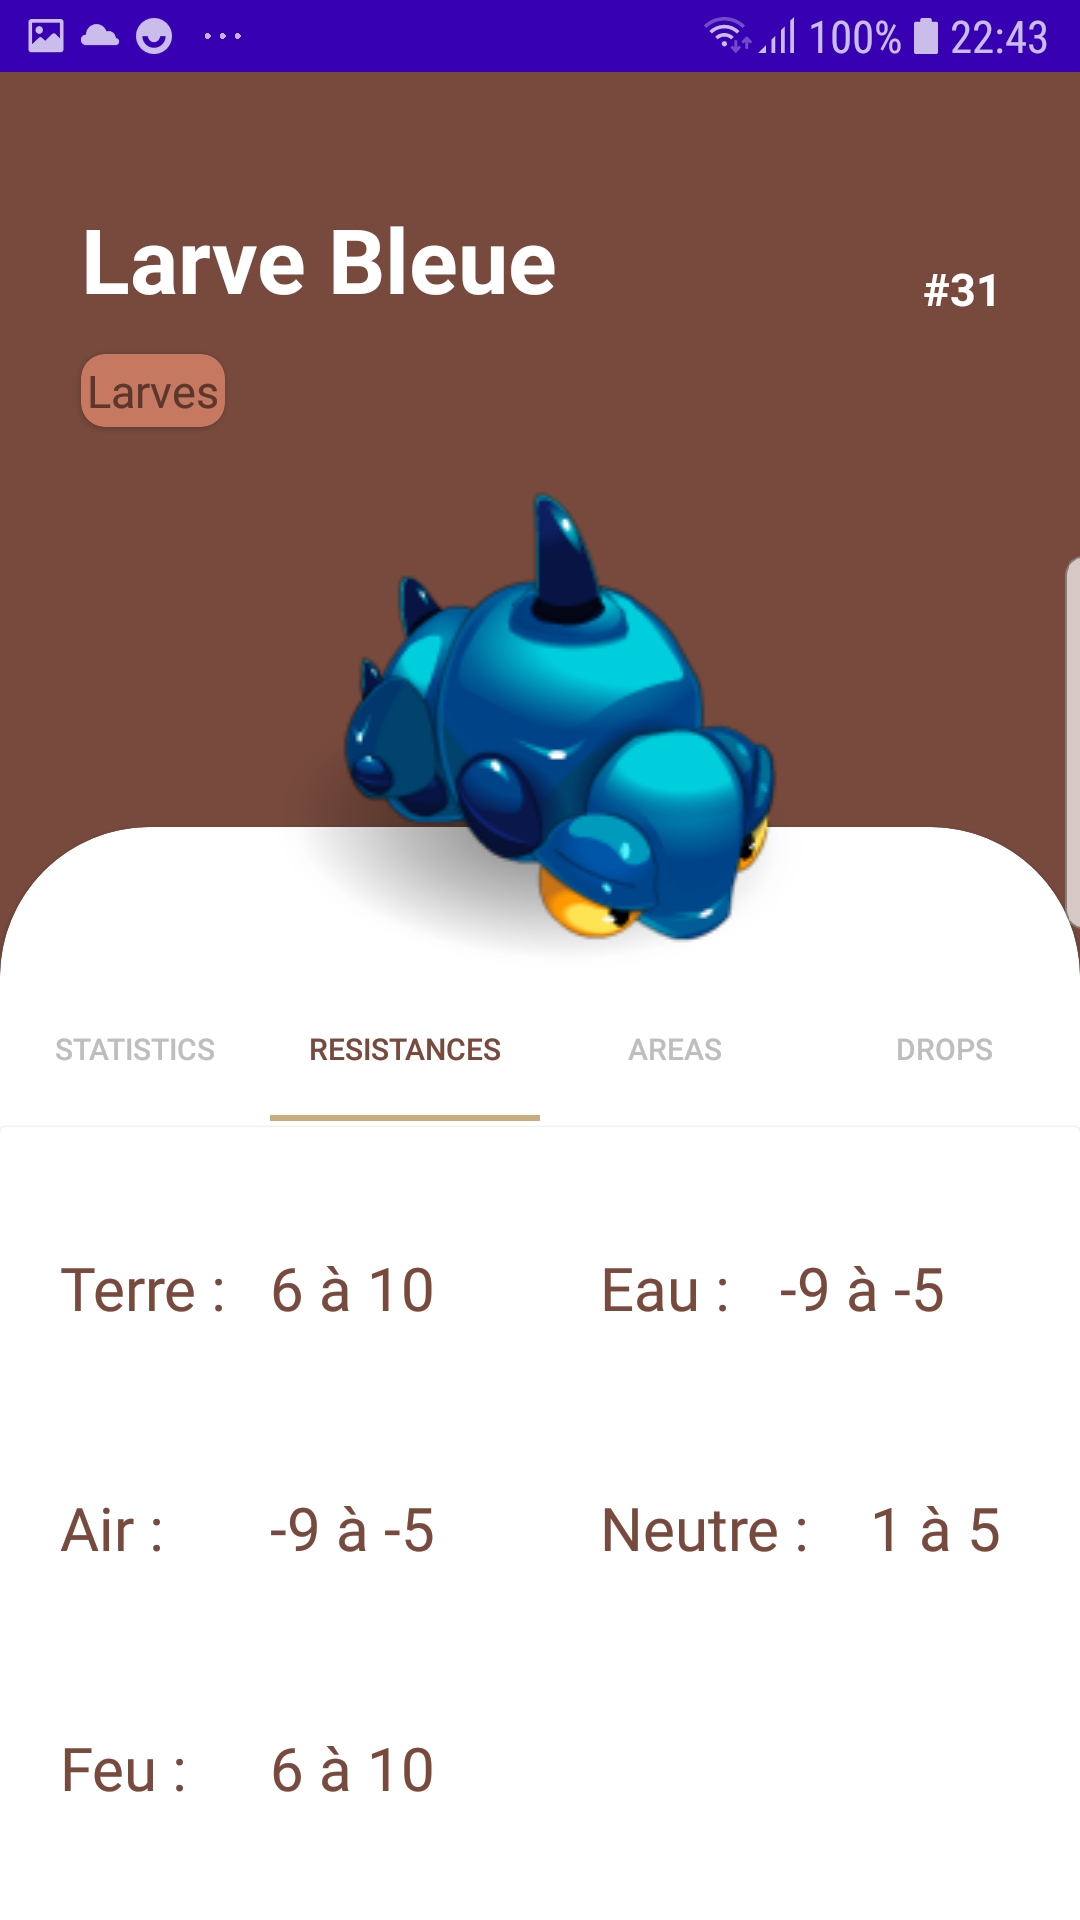 100% 22:43
Larve Bleue
#31
Larves
STATISTICS RESISTANCES AREAS DROPS
Terre : 6 à 10 Eau : -9 à -5
Air : -9 à -5 Neutre : 1 à 5
Feu : 6 à 10